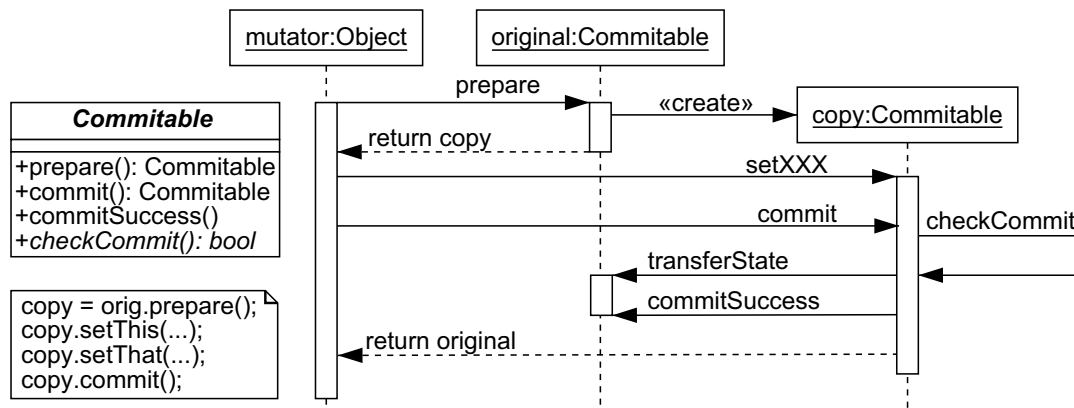 mutator:Object
original:Commitable
prepare
«create»
copy:Commitable
Commitable
+prepare(): Commitable
+commit(): Commitable
+commitSuccess()
+checkCommit(): bool
return copy
setXXX
commit
checkCommit
transferState
commitSuccess
return original
copy = orig.prepare();
copy.setThis(...);
copy.setThat(...);
copy.commit();